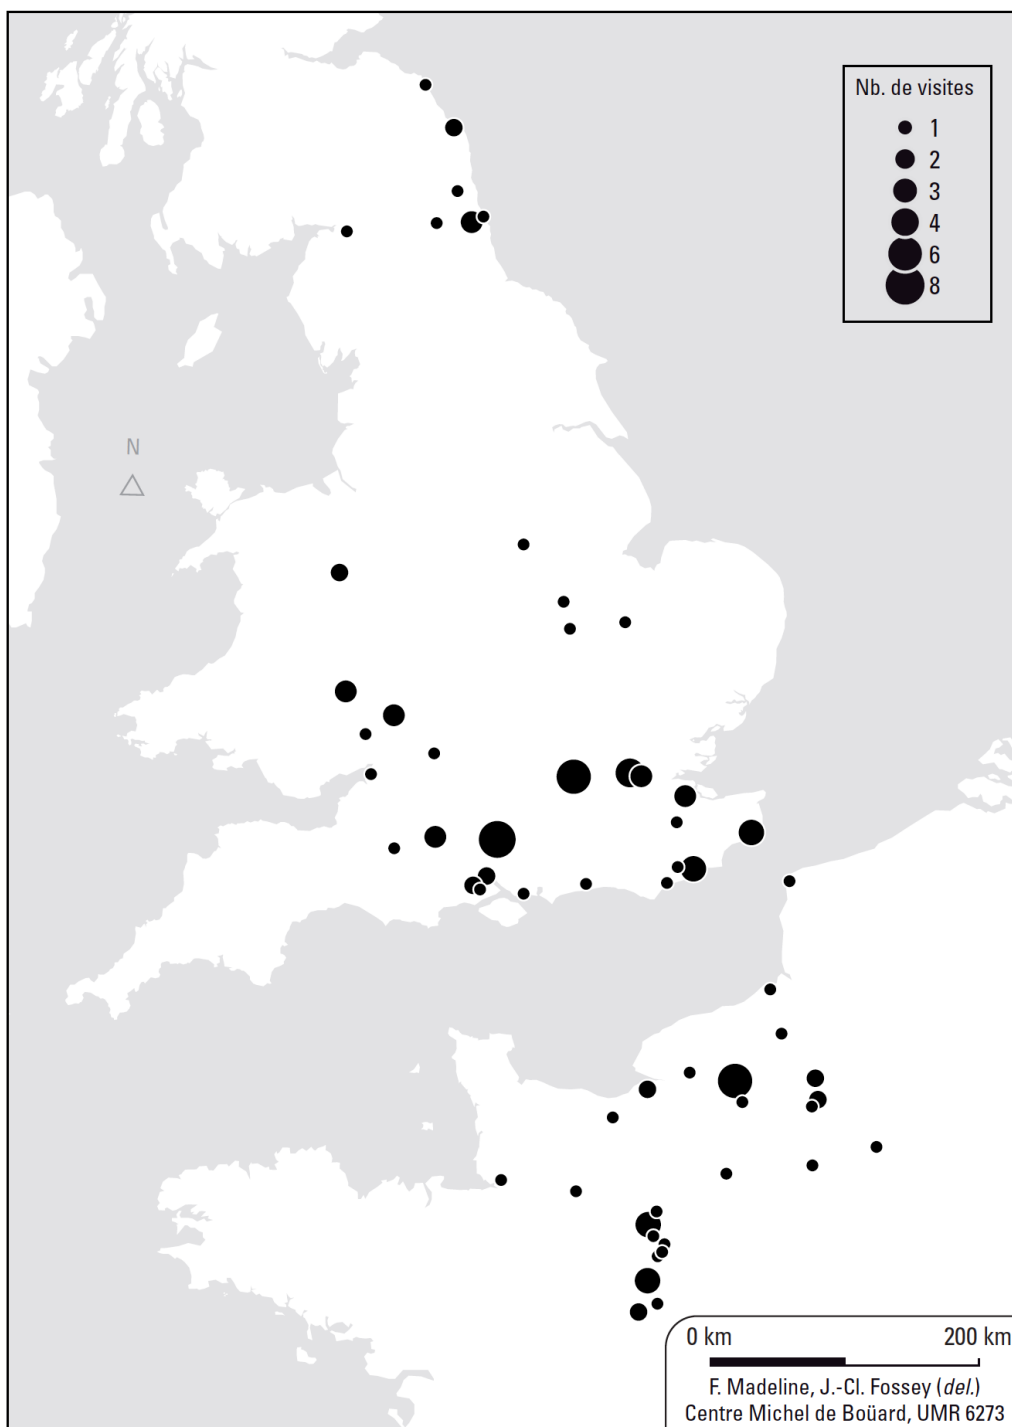 Nb. de visites
1
2
3
4
6
8
N
0 km 200 km
F. Madeline, J.-Cl. Fossey (del.)
Centre Michel de Boüard, UMR 6273